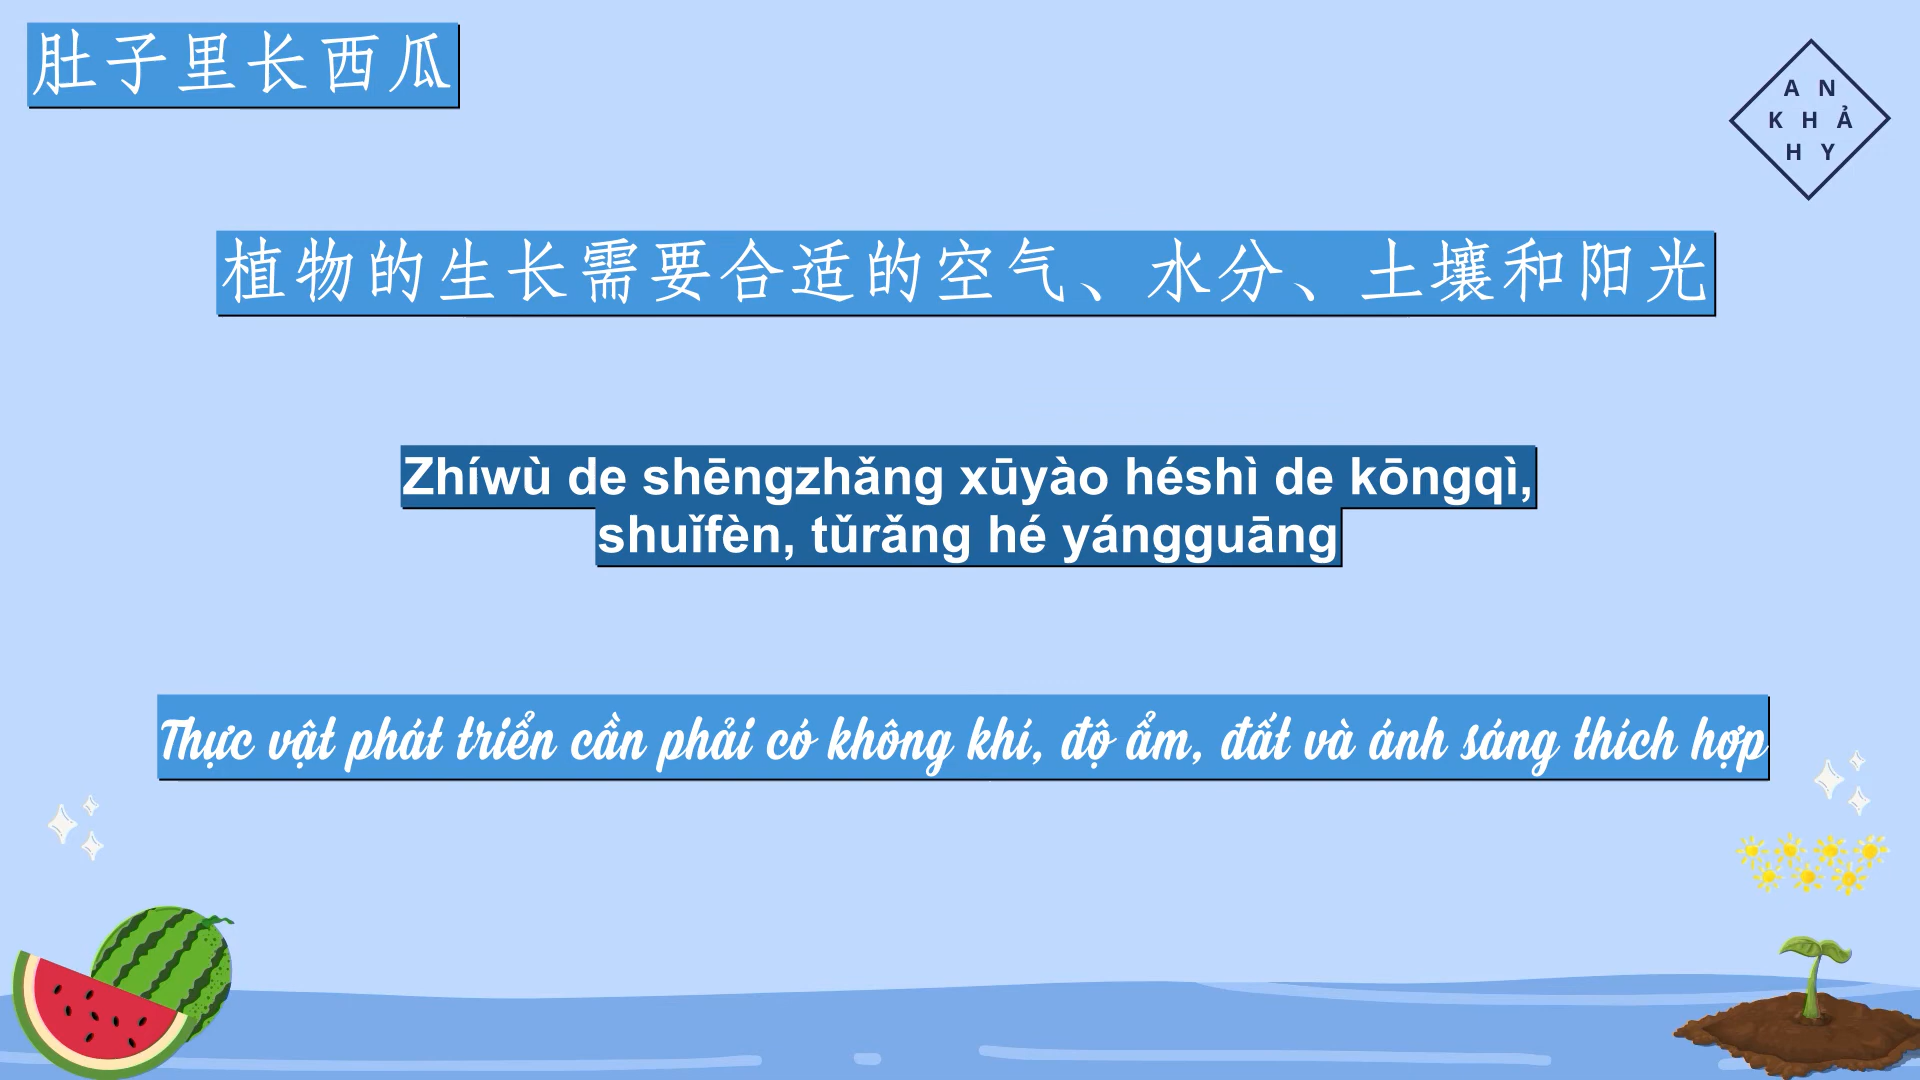 肚子里长西瓜
A N
K H Ả
H Y
植物的生长需要合适的空气、水分、土壤和阳光
Zhíwù de shēngzhǎng xūyào héshì de kōngqì,
shuǐfèn, tǔrǎng hé yángguāng
Thực vật phát triển cần phải có không khí, độ ẩm, đất và ánh sáng thích hợp